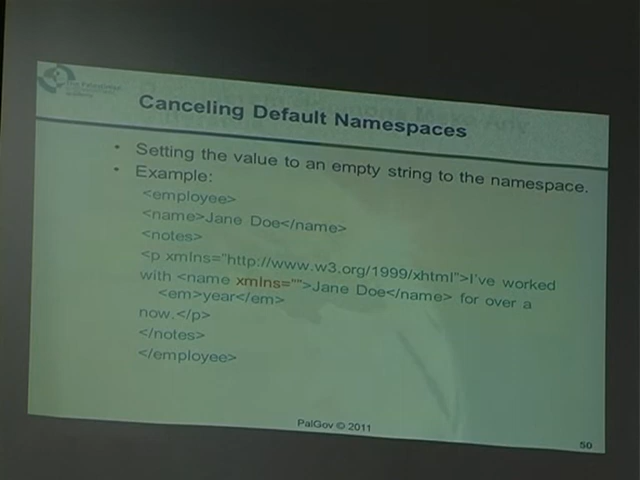 Canceling Default Namespaces
• Setting the value to an empty string to the namespace.
• Example:
<employee>
<name>Jane Doe</name>
<notes>
<p xmlns="http://www.w3.org/1999/xhtml">I've worked
with <name xmlns="">Jane Doe</name> for over a
<em>year</em>
now.</p>
</notes>
</employee>
PalGov © 2011
50